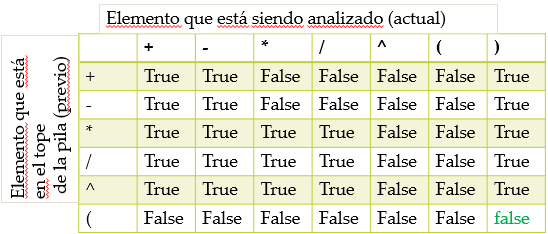 Elemento que está siendo analizado (actual)
Elemento que está
en el tope
de la pila (previo)
+ - * / ^ ( )
+ True True False False False False True
- True True False False False False True
* True True True True False False True
/ True True True True False False True
^ True True True True False False True
( False False False False False False false